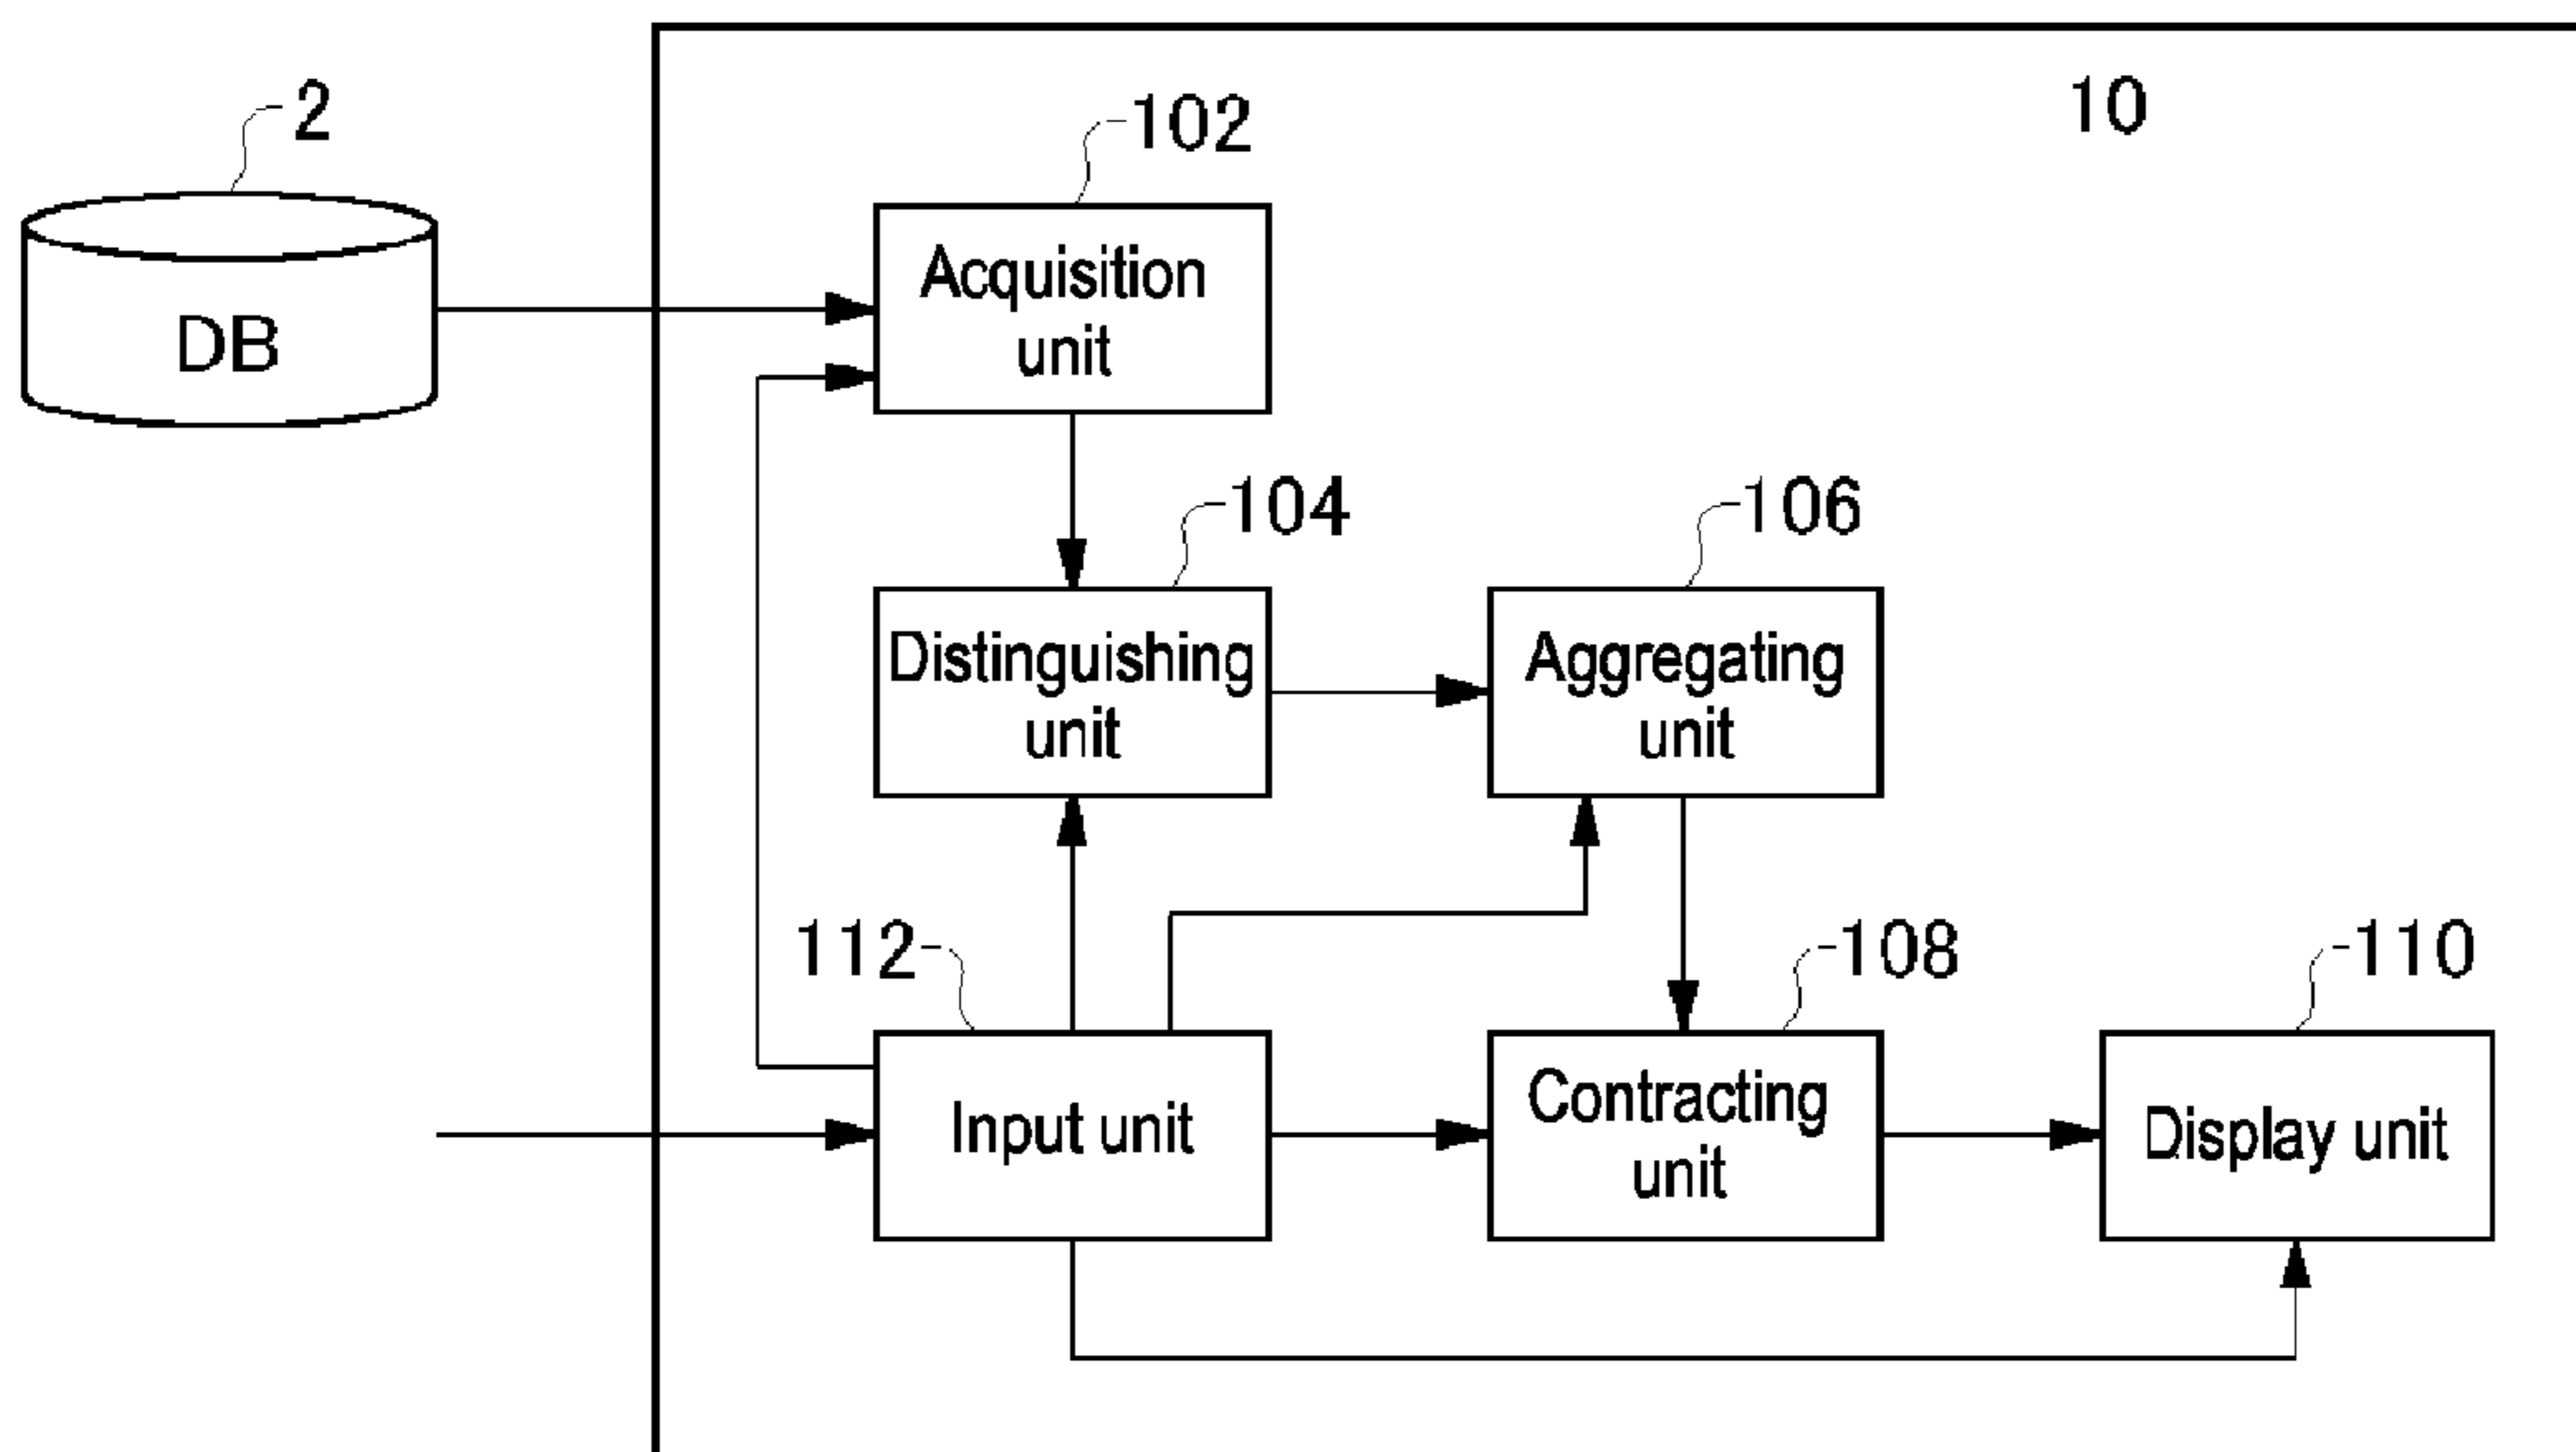 10
2
102
Acquisition
unit
DB
104
106
Distinguishing
unit
Aggregating
unit
112
108
110
Input unit
Contracting
unit
Display unit